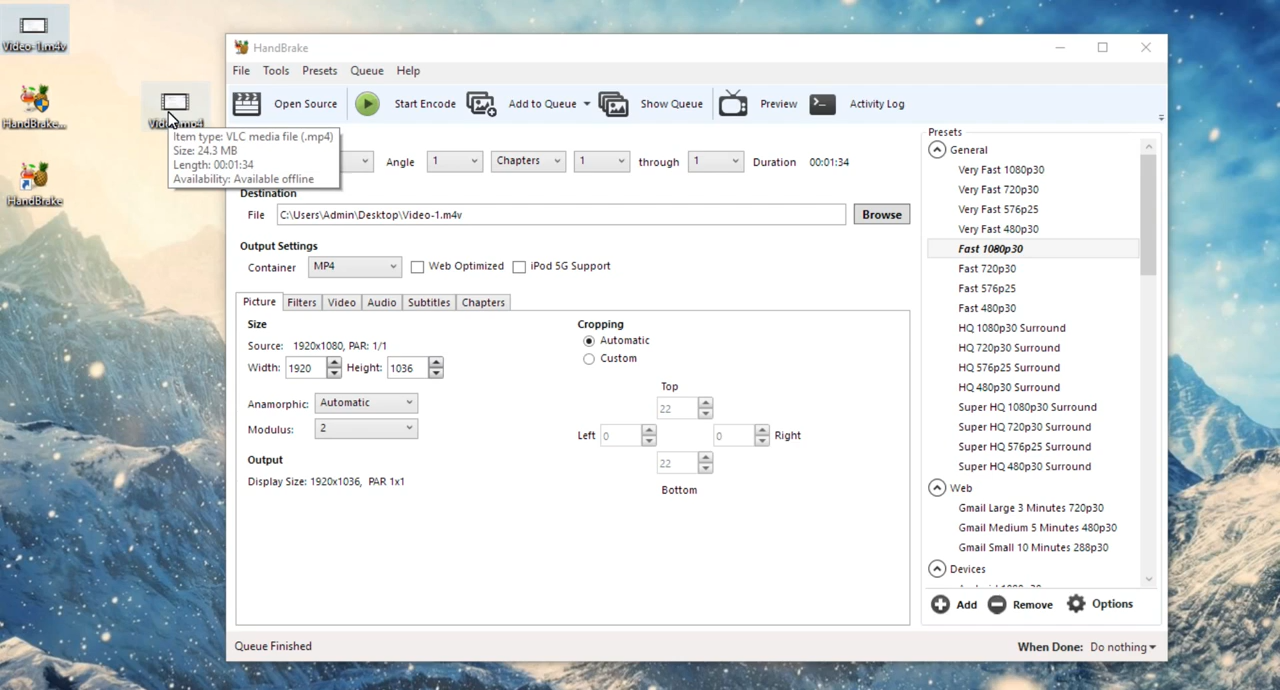 Video-1.m4v
HandBrake...
HandBrake
Item type: VLC media file (.mp4)
Size: 24.3 MB
Length: 00:01:34
Availability: Available offline
HandBrake
File Tools Presets Queue Help
Open Source Start Encode Add to Queue Show Queue Preview Activity Log
Angle 1 Chapters 1 through 1 Duration 00:01:34
Destination
File C:\Users\Admin\Desktop\Video-1.m4v Browse
Output Settings
Container MP4 Web Optimized iPod 5G Support
Picture Filters Video Audio Subtitles Chapters
Size
Source: 1920x1080, PAR: 1/1
Width: 1920 Height: 1036
Anamorphic: Automatic
Modulus: 2
Output
Display Size: 1920x1036, PAR 1x1
Cropping
Automatic
Custom
Top
22
Left 0 0 Right
22
Bottom
Presets
General
Very Fast 1080p30
Very Fast 720p30
Very Fast 576p25
Very Fast 480p30
Fast 1080p30
Fast 720p30
Fast 576p25
Fast 480p30
HQ 1080p30 Surround
HQ 720p30 Surround
HQ 576p25 Surround
HQ 480p30 Surround
Super HQ 1080p30 Surround
Super HQ 720p30 Surround
Super HQ 576p25 Surround
Super HQ 480p30 Surround
Web
Gmail Large 3 Minutes 720p30
Gmail Medium 5 Minutes 480p30
Gmail Small 10 Minutes 288p30
Devices
Add Remove Options
Queue Finished
When Done: Do nothing